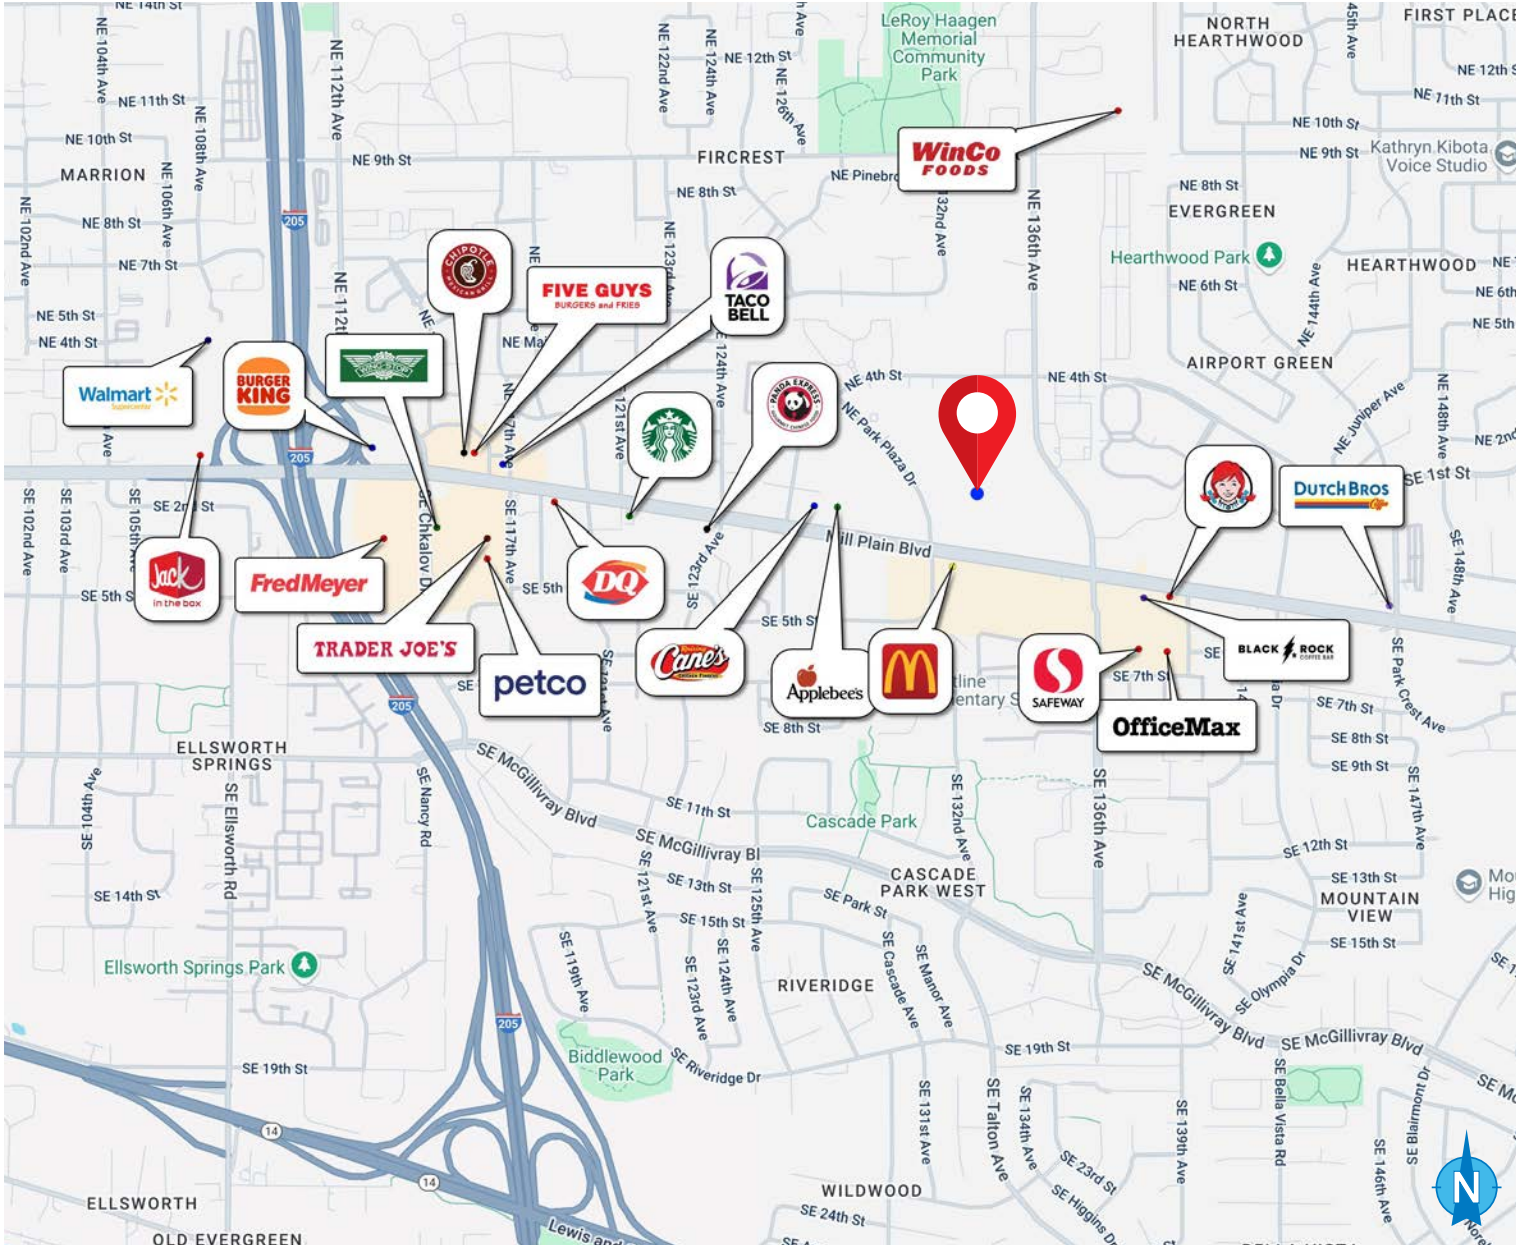 NE 14th St
NE 104th Ave
NE 112th Ave
NE 122nd Ave
NE 124th Ave
NE 12th St
NE 126th Ave
LeRoy Haagen
Memorial
Community
Park
NORTH
HEARTHWOOD
FIRST PLACE
NE 12th S
NE 11th St
NE 11th St
NE 108th Ave
NE 10th St
NE 10th St
NE 9th St
NE 9th St
Kathryn Kibota
Voice Studio
MARRION
NE 106th Ave
FIRCREST
NE 8th St
NE Pinebro
WinCo
FOODS
NE 136th Ave
NE 8th St
EVERGREEN
NE 102nd Ave
NE 8th St
205
NE 7th St
Hearthwood Park
HEARTHWOOD
NE 6th St
NE 6th
NE 144th Ave
CHIPOTLE
MEXICAN GRILL
FIVE GUYS
BURGERS and FRIES
TACO
BELL
NE 5th St
NE 4th St
NE 5th
Walmart
Supercenter
BURGER
KING
WING-STOP
NE 4th St
NE 4th St
AIRPORT GREEN
PANDA EXPRESS
GOURMET CHINESE FOOD
NE Park Plaza Dr
NE Juniper Ave
NE 148th Ave
NE 2nd
SE 1st St
205
SE 102nd Ave
SE 103rd Ave
SE 105th Ave
SE 2nd St
SE 117th Ave
SE 123rd Ave
Mill Plain Blvd
DUTCH BROS
Coffee
SE 148th Ave
Jack
in the box
SE 5th S
FredMeyer
SE 5th
DQ
SE 5th S
TRADER JOE'S
petco
Raising
Cane's
CHICKEN FINGERS
Applebee's
SAFEWAY
SE 7th St
BLACK ROCK
COFFEE BAR
OfficeMax
SE 7th St
SE Park Crest Ave
205
SE 8th St
SE 8th St
SE 9th St
SE 147th Ave
ELLSWORTH
SPRINGS
SE 104th Ave
SE Ellsworth Rd
SE Nancy Rd
SE McGillivray Blvd
SE 11th St
Cascade Park
SE 132nd Ave
SE 136th Ave
SE McGillivray Bl
SE 12th St
SE 14th St
SE 121st Ave
SE 13th St
SE 125th Ave
CASCADE
PARK WEST
SE 13th St
MOUNTAIN
VIEW
SE 15th St
SE Park St
SE 141st Ave
SE 15th St
Ellsworth Springs Park
SE 119th Ave
SE 123rd Ave
SE 124th Ave
RIVERIDGE
SE Cascade Ave
SE Manor Ave
SE McGillivray Blvd
SE Olympia Dr
205
SE McGillivray Blvd
SE 19th St
Biddlewood
Park
SE Riveridge Dr
SE 19th St
14
SE 131st Ave
SE Talton Ave
SE 134th Ave
SE 139th Ave
SE Bella Vista Rd
SE Blairmont Dr
SE 23rd St
SE 146th Ave
14
ELLSWORTH
WILDWOOD
SE Higgins Dr
N
SE 24th St
OLD EVERGREEN
Lewis and